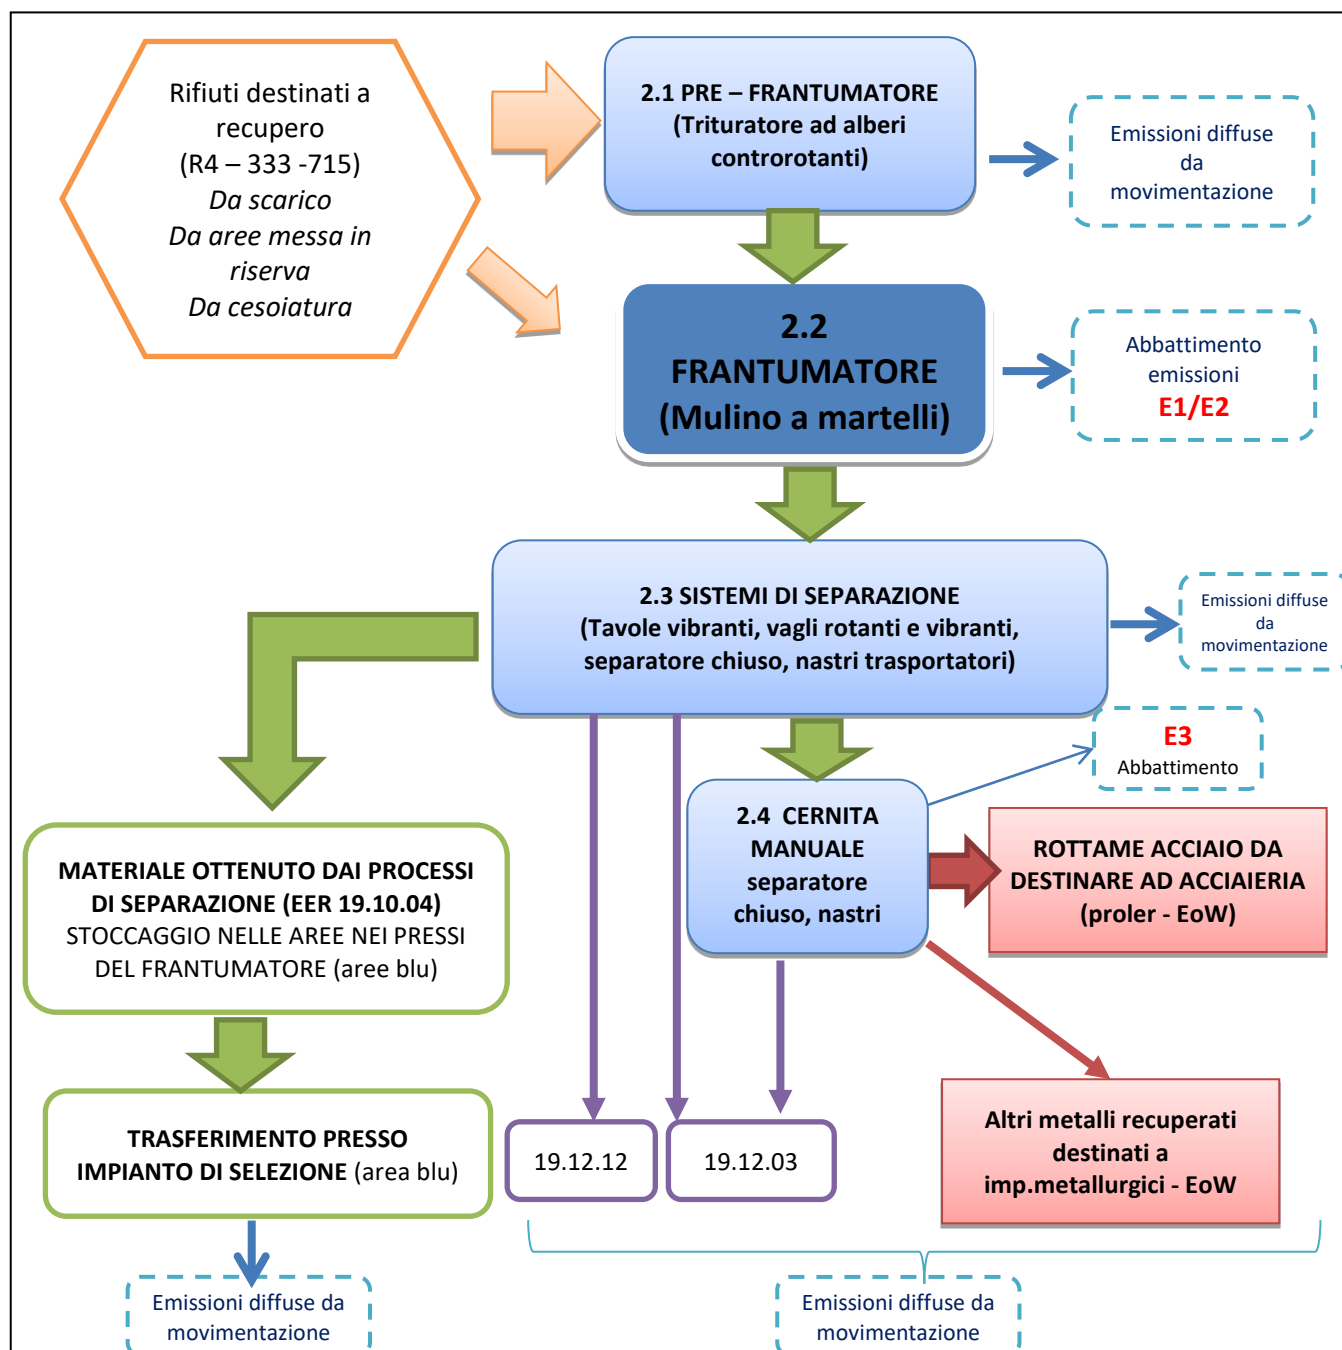 Rifiuti destinati a
recupero
(R4 – 333 -715)
Da scarico
Da aree messa in
riserva
Da cesoiatura
2.1 PRE – FRANTUMATORE
(Trituratore ad alberi
controrotanti)
Emissioni diffuse
da
movimentazione
2.2
FRANTUMATORE
(Mulino a martelli)
Abbattimento
emissioni
E1/E2
2.3 SISTEMI DI SEPARAZIONE
(Tavole vibranti, vagli rotanti e vibranti,
separatore chiuso, nastri trasportatori)
Emissioni diffuse
da
movimentazione
E3
Abbattimento
2.4 CERNITA
MANUALE
separatore
chiuso, nastri
ROTTAME ACCIAIO DA
DESTINARE AD ACCIAIERIA
(proler - EoW)
MATERIALE OTTENUTO DAI PROCESSI
DI SEPARAZIONE (EER 19.10.04)
STOCCAGGIO NELLE AREE NEI PRESSI
DEL FRANTUMATORE (aree blu)
TRASFERIMENTO PRESSO
IMPIANTO DI SELEZIONE (area blu)
19.12.12
19.12.03
Altri metalli recuperati
destinati a
imp.metallurgici - EoW
Emissioni diffuse da
movimentazione
Emissioni diffuse da
movimentazione